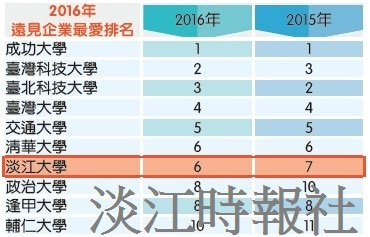 2016年
遠見企業最愛排名 2016年 2015年
成功大學 1 1
臺灣科技大學 2 3
臺北科技大學 3 2
臺灣大學 4 4
交通大學 5 5
清華大學 6 6
淡江大學 6 7
政治大學 8 10
逢甲大學 8 8
輔仁大學 10 11
淡江時報社